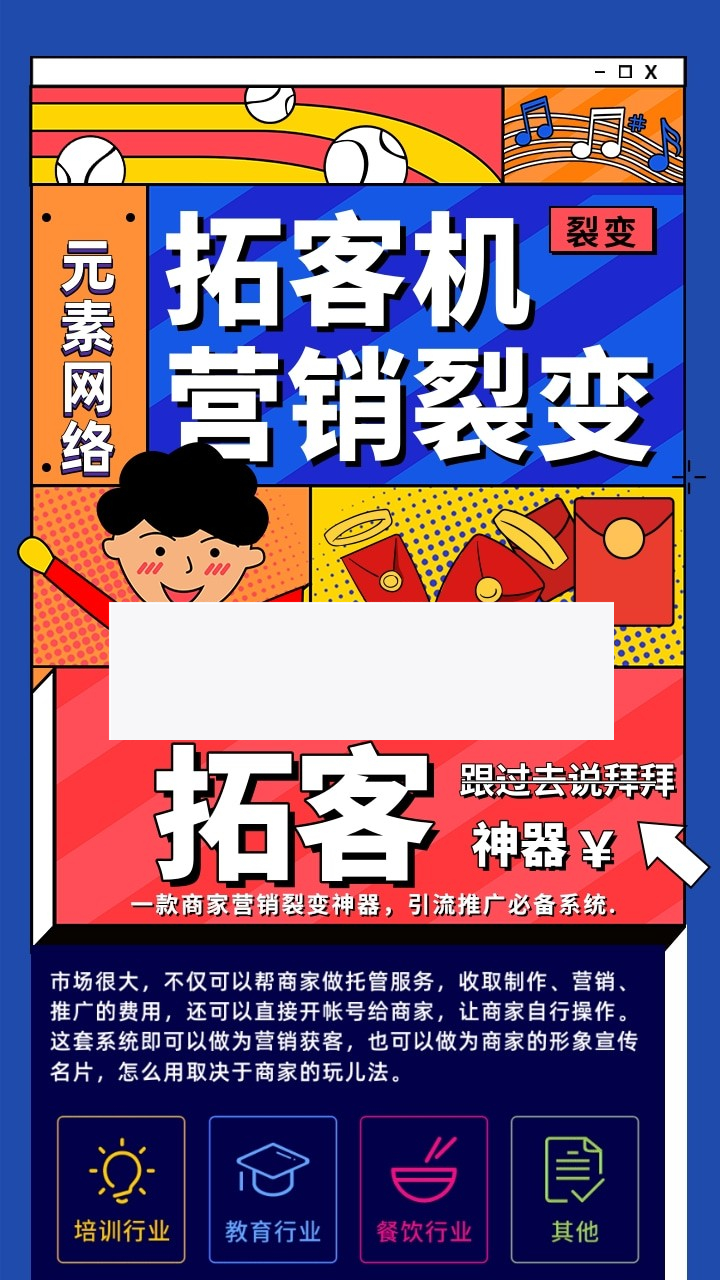 - 口 X
元素网络
拓客机
裂变
营销裂变
拓客
跟过去说拜拜
神器¥
一款商家营销裂变神器，引流推广必备系统.
市场很大，不仅可以帮商家做托管服务，收取制作、营销、
推广的费用，还可以直接开帐号给商家，让商家自行操作。
这套系统即可以做为营销获客，也可以做为商家的形象宣传
名片，怎么用取决于商家的玩儿法。
培训行业
教育行业
餐饮行业
其他